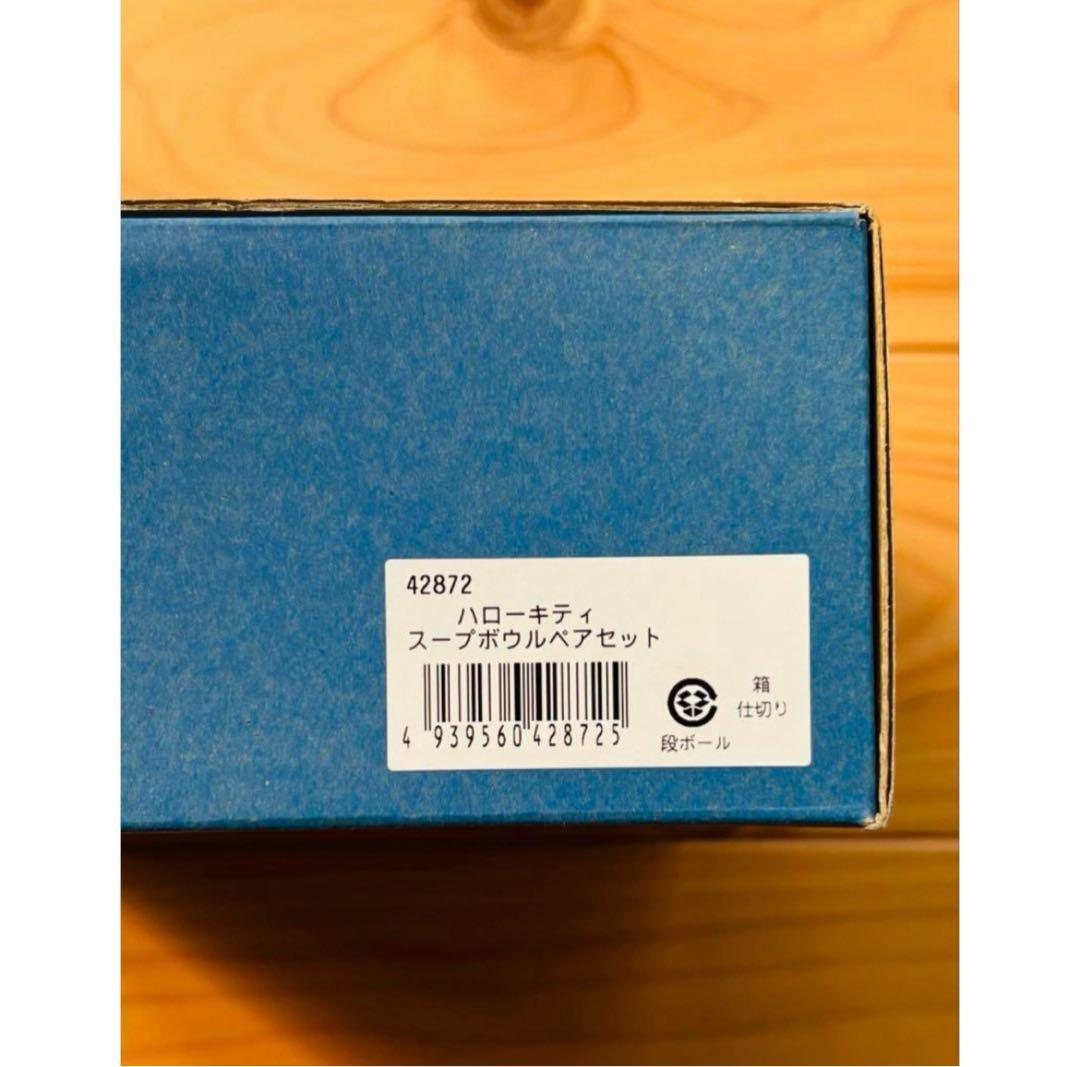 42872
ハローキティ
スープボウルペアセット
4 939560 428725
段ボール
箱
仕切り